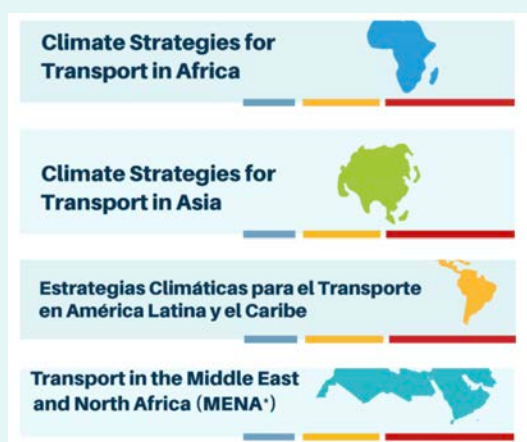 Climate Strategies for
Transport in Africa
Climate Strategies for
Transport in Asia
Estrategias Climáticas para el Transporte
en América Latina y el Caribe
Transport in the Middle East
and North Africa (MENA*)